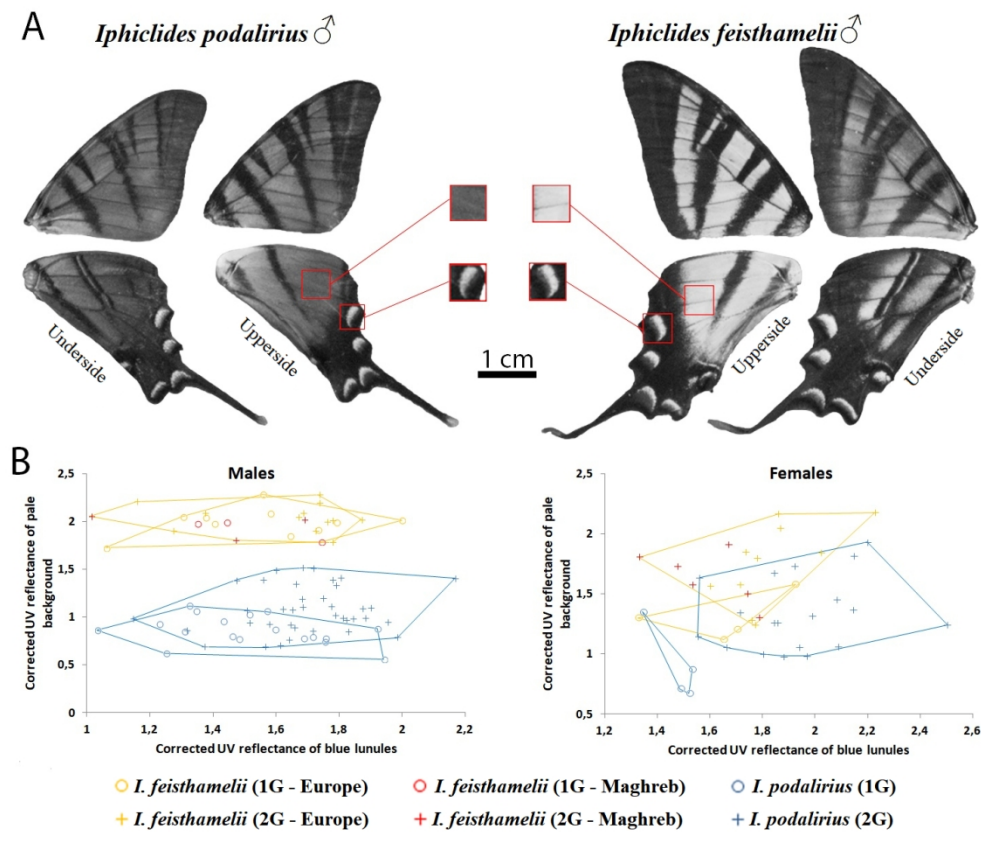 A
Iphiclides podalirius ♂
Iphiclides feisthamelii ♂
Underside
Upperside
1 cm
Upperside
Underside
B
Males
Females
2,5
2
1,5
1
0,5
0
Corrected UV reflectance of pale
background
1
1,2
1,4
1,6
1,8
2
2,2
Corrected UV reflectance of blue lunules
2,5
2
1,5
1
0,5
Corrected UV reflectance of pale
background
1,2
1,4
1,6
1,8
2
2,2
2,4
2,6
Corrected UV reflectance of blue lunules
I. feisthamelii (1G - Europe)
I. feisthamelii (1G - Maghreb)
I. podalirius (1G)
I. feisthamelii (2G - Europe)
I. feisthamelii (2G - Maghreb)
I. podalirius (2G)